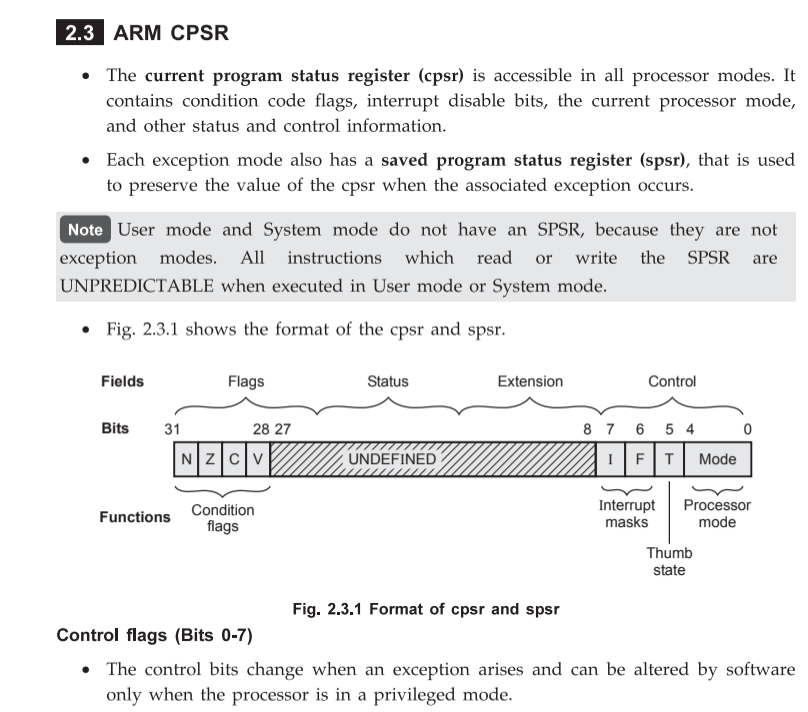 2.3 ARM CPSR
• The current program status register (cpsr) is accessible in all processor modes. It
contains condition code flags, interrupt disable bits, the current processor mode,
and other status and control information.
• Each exception mode also has a saved program status register (spsr), that is used
to preserve the value of the cpsr when the associated exception occurs.
Note User mode and System mode do not have an SPSR, because they are not
exception modes. All instructions which read or write the SPSR are
UNPREDICTABLE when executed in User mode or System mode.
• Fig. 2.3.1 shows the format of the cpsr and spsr.
Fields Flags Status Extension Control
Bits 31 28 27 8 7 6 5 4 0
N Z C V UNDEFINED I F T Mode
Functions Condition flags Interrupt masks Processor mode
Thumb state
Fig. 2.3.1 Format of cpsr and spsr
Control flags (Bits 0-7)
• The control bits change when an exception arises and can be altered by software
only when the processor is in a privileged mode.